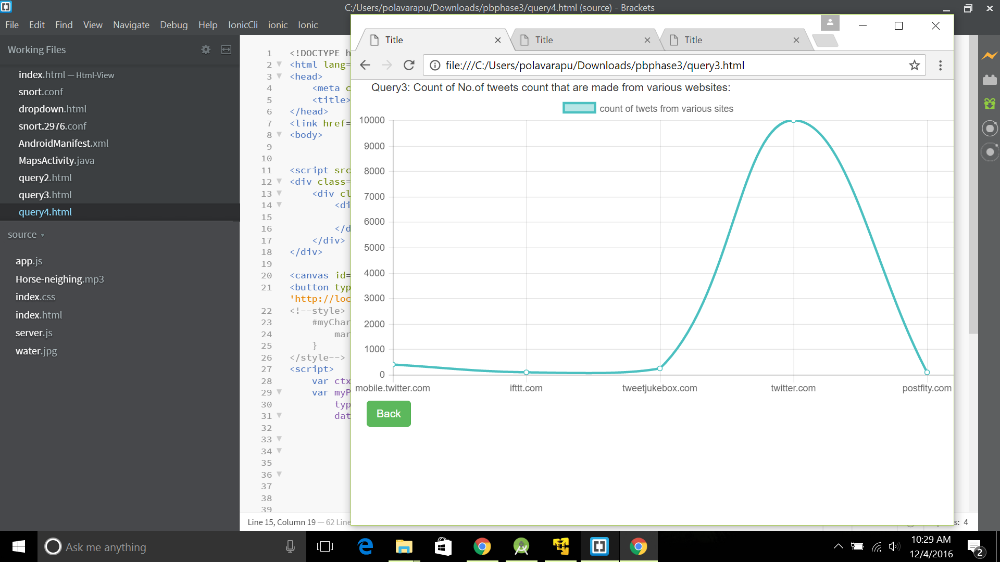 C:/Users/polavarapu/Downloads/pbphase3/query4.html (source) - Brackets
File Edit Find View Navigate Debug Help IonicCli ionic Ionic
Working Files
index.html — Html-View
snort.conf
dropdown.html
snort.2976.conf
AndroidManifest.xml
MapsActivity.java
query2.html
query3.html
query4.html
source
app.js
Horse-neighing.mp3
index.css
index.html
server.js
water.jpg
1 <!DOCTYPE h
2 <html lang=
3 <head>
4 <meta c
5 <title>
6 </head>
7 <link href=
8 <body>
9
10
11 <script src
12 <div class=
13 <div cl
14 <di
15
16 </d
17 </div>
18 </div>
19
20 <canvas id=
21 <button typ
'http://loc
22 <!--style>
23 #myChar
24 mar
25 }
26 </style-->
27 <script>
28 var ctx
29 var myP
30 typ
31 dat
32
33
34
35
36
37
38
39
Line 15, Column 19 — 62 Line
s: 4
Title
Title
Title
file:///C:/Users/polavarapu/Downloads/pbphase3/query3.html
Query3: Count of No.of tweets count that are made from various websites:
count of twets from various sites
10000
9000
8000
7000
6000
5000
4000
3000
2000
1000
0
mobile.twitter.com ifttt.com tweetjukebox.com twitter.com postfity.com
Back
Ask me anything
10:29 AM
12/4/2016
2